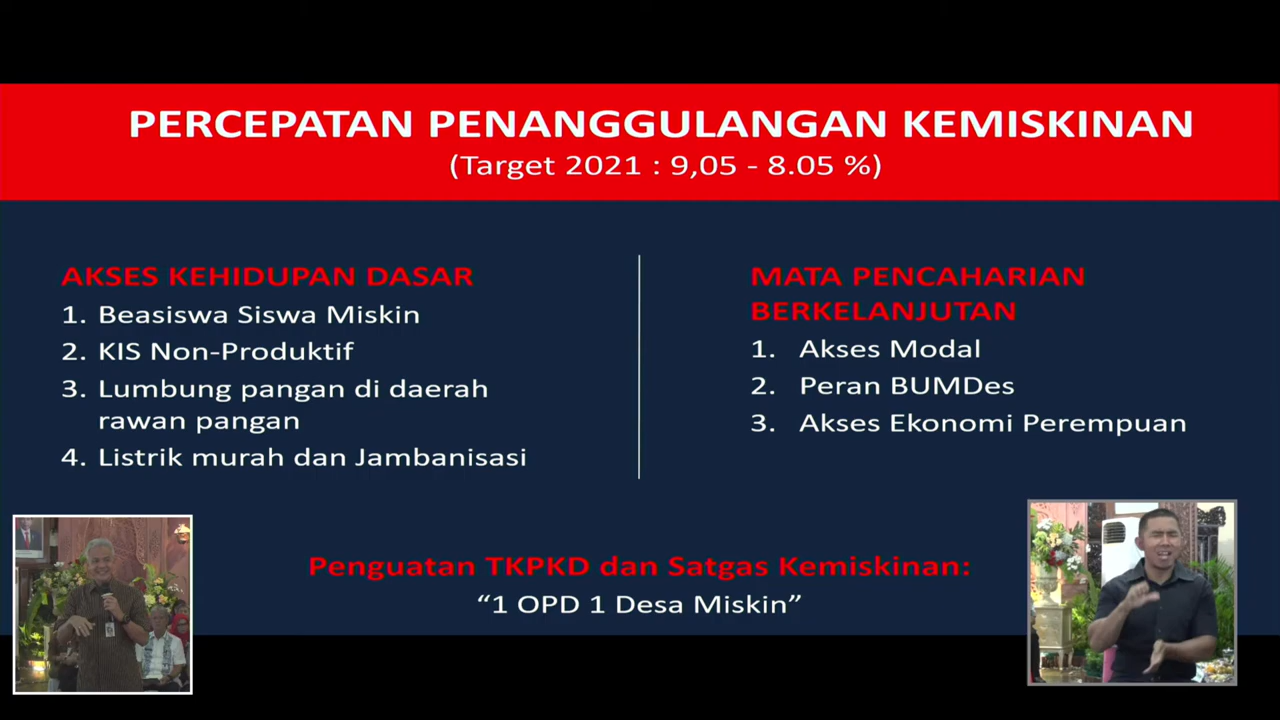 PERCEPATAN PENANGGULANGAN KEMISKINAN
(Target 2021 : 9,05 - 8.05 %)
AKSES KEHIDUPAN DASAR
1. Beasiswa Siswa Miskin
2. KIS Non-Produktif
3. Lumbung pangan di daerah
rawan pangan
4. Listrik murah dan Jambanisasi
MATA PENCAHARIAN
BERKELANJUTAN
1. Akses Modal
2. Peran BUMDes
3. Akses Ekonomi Perempuan
Penguatan TKPKD dan Satgas Kemiskinan:
“1 OPD 1 Desa Miskin”